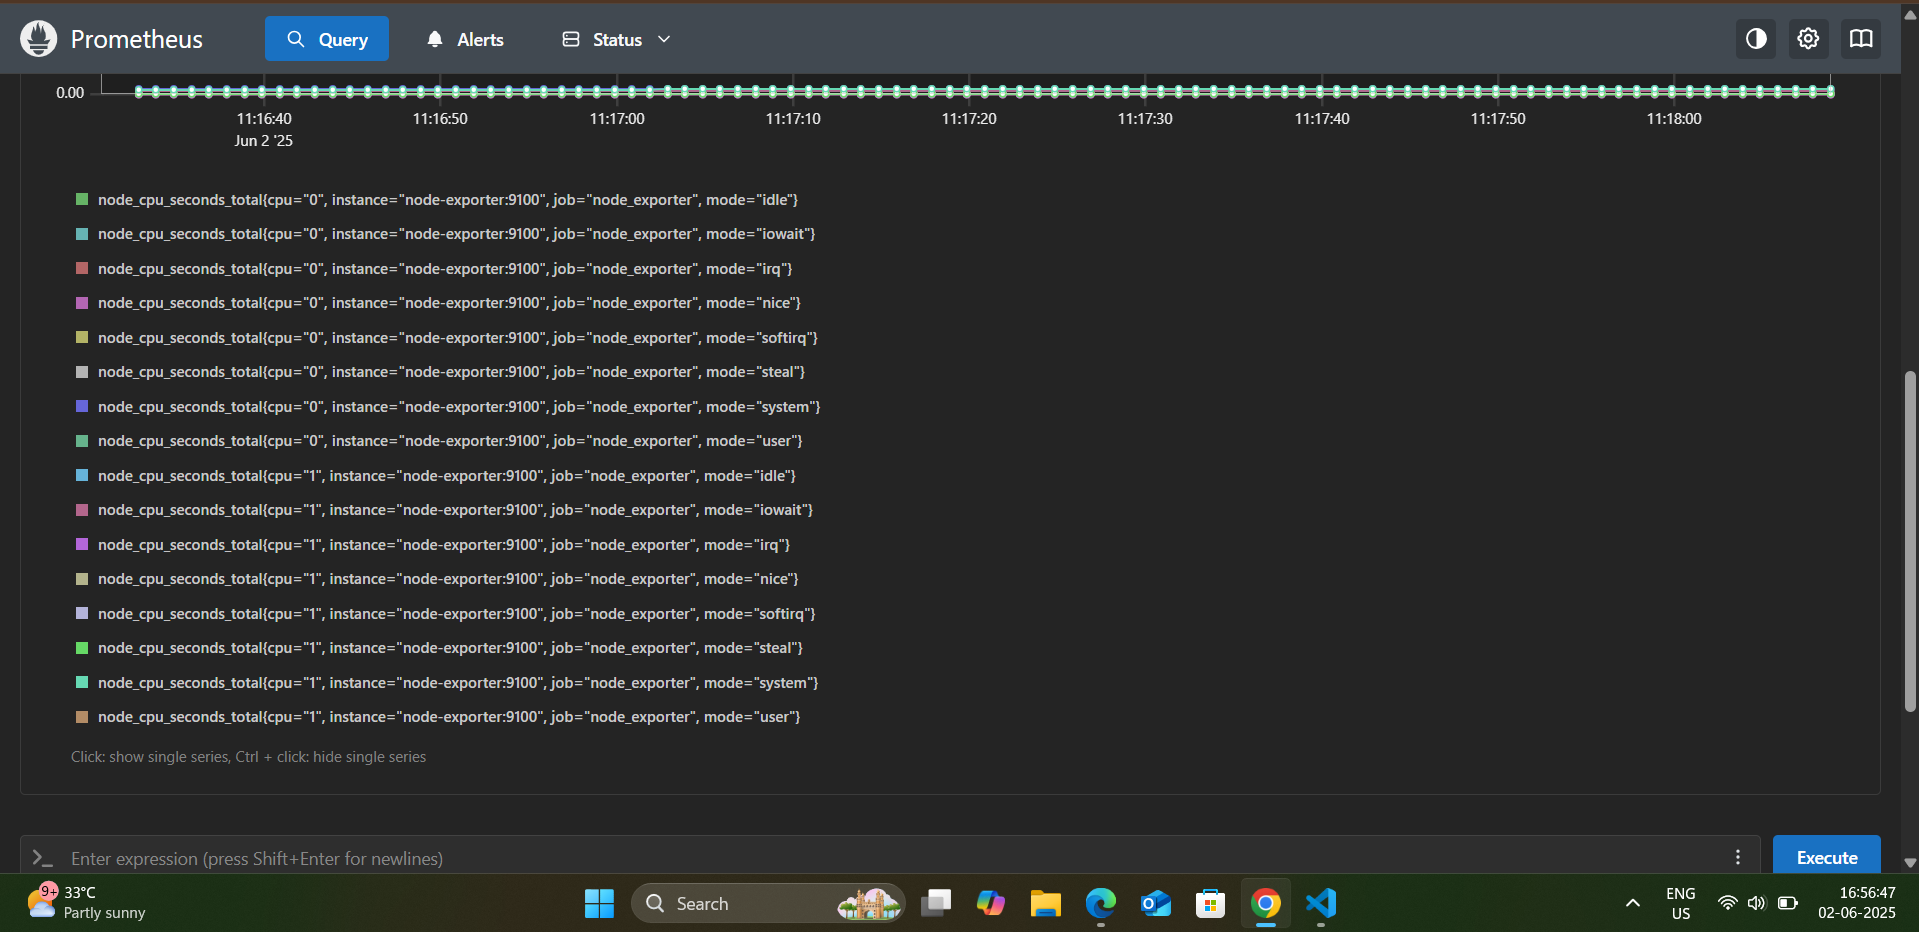 Prometheus
Query
Alerts
Status
0.00
11:16:40 11:16:50 11:17:00 11:17:10 11:17:20 11:17:30 11:17:40 11:17:50 11:18:00
Jun 2 '25
node_cpu_seconds_total{cpu="0", instance="node-exporter:9100", job="node_exporter", mode="idle"}
node_cpu_seconds_total{cpu="0", instance="node-exporter:9100", job="node_exporter", mode="iowait"}
node_cpu_seconds_total{cpu="0", instance="node-exporter:9100", job="node_exporter", mode="irq"}
node_cpu_seconds_total{cpu="0", instance="node-exporter:9100", job="node_exporter", mode="nice"}
node_cpu_seconds_total{cpu="0", instance="node-exporter:9100", job="node_exporter", mode="softirq"}
node_cpu_seconds_total{cpu="0", instance="node-exporter:9100", job="node_exporter", mode="steal"}
node_cpu_seconds_total{cpu="0", instance="node-exporter:9100", job="node_exporter", mode="system"}
node_cpu_seconds_total{cpu="0", instance="node-exporter:9100", job="node_exporter", mode="user"}
node_cpu_seconds_total{cpu="1", instance="node-exporter:9100", job="node_exporter", mode="idle"}
node_cpu_seconds_total{cpu="1", instance="node-exporter:9100", job="node_exporter", mode="iowait"}
node_cpu_seconds_total{cpu="1", instance="node-exporter:9100", job="node_exporter", mode="irq"}
node_cpu_seconds_total{cpu="1", instance="node-exporter:9100", job="node_exporter", mode="nice"}
node_cpu_seconds_total{cpu="1", instance="node-exporter:9100", job="node_exporter", mode="softirq"}
node_cpu_seconds_total{cpu="1", instance="node-exporter:9100", job="node_exporter", mode="steal"}
node_cpu_seconds_total{cpu="1", instance="node-exporter:9100", job="node_exporter", mode="system"}
node_cpu_seconds_total{cpu="1", instance="node-exporter:9100", job="node_exporter", mode="user"}
Click: show single series, Ctrl + click: hide single series
Enter expression (press Shift+Enter for newlines)
Execute
9+
33°C
Partly sunny
Search
ENG
US
16:56:47
02-06-2025